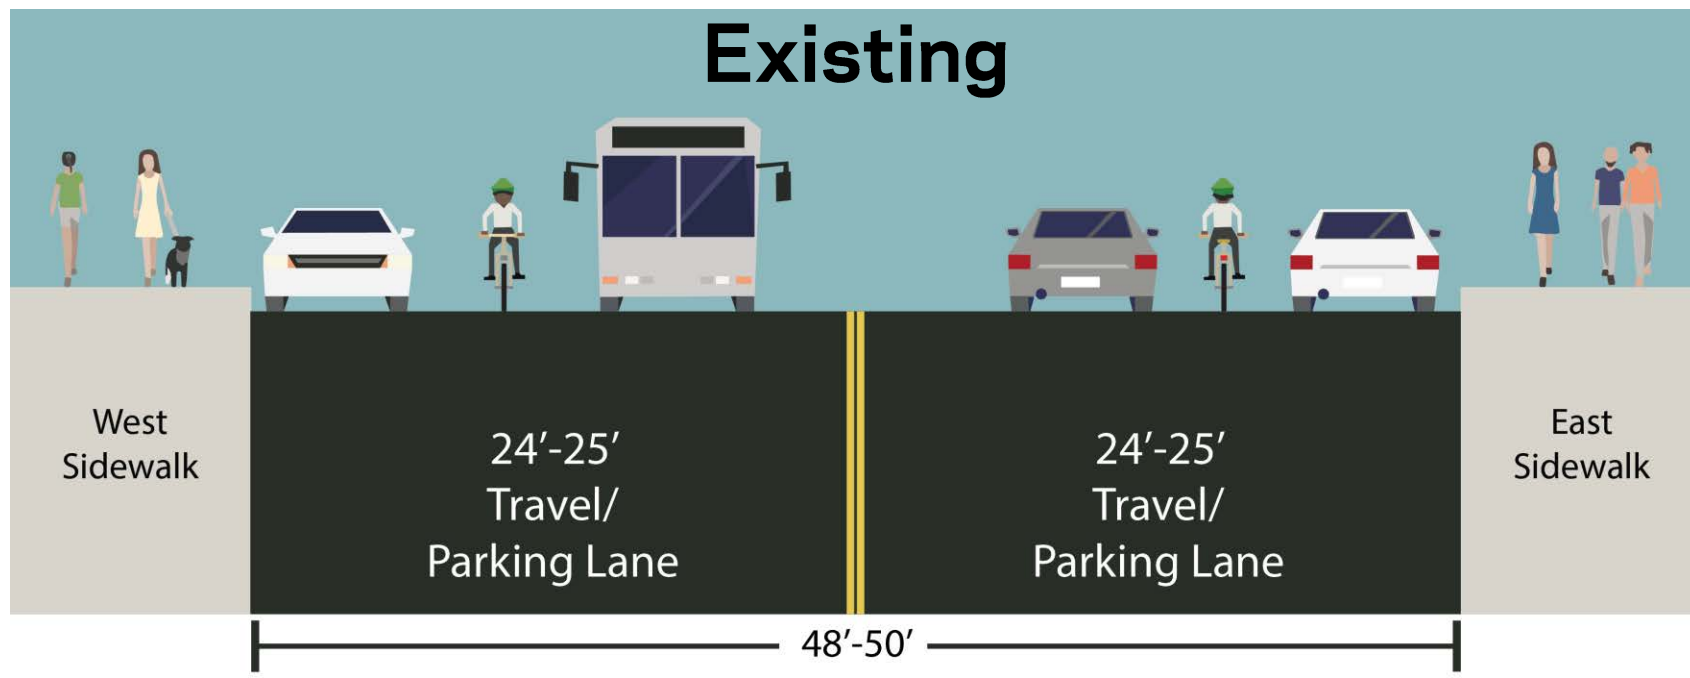 Existing
West
Sidewalk
24′-25′
Travel/
Parking Lane
24′-25′
Travel/
Parking Lane
East
Sidewalk
48′-50′